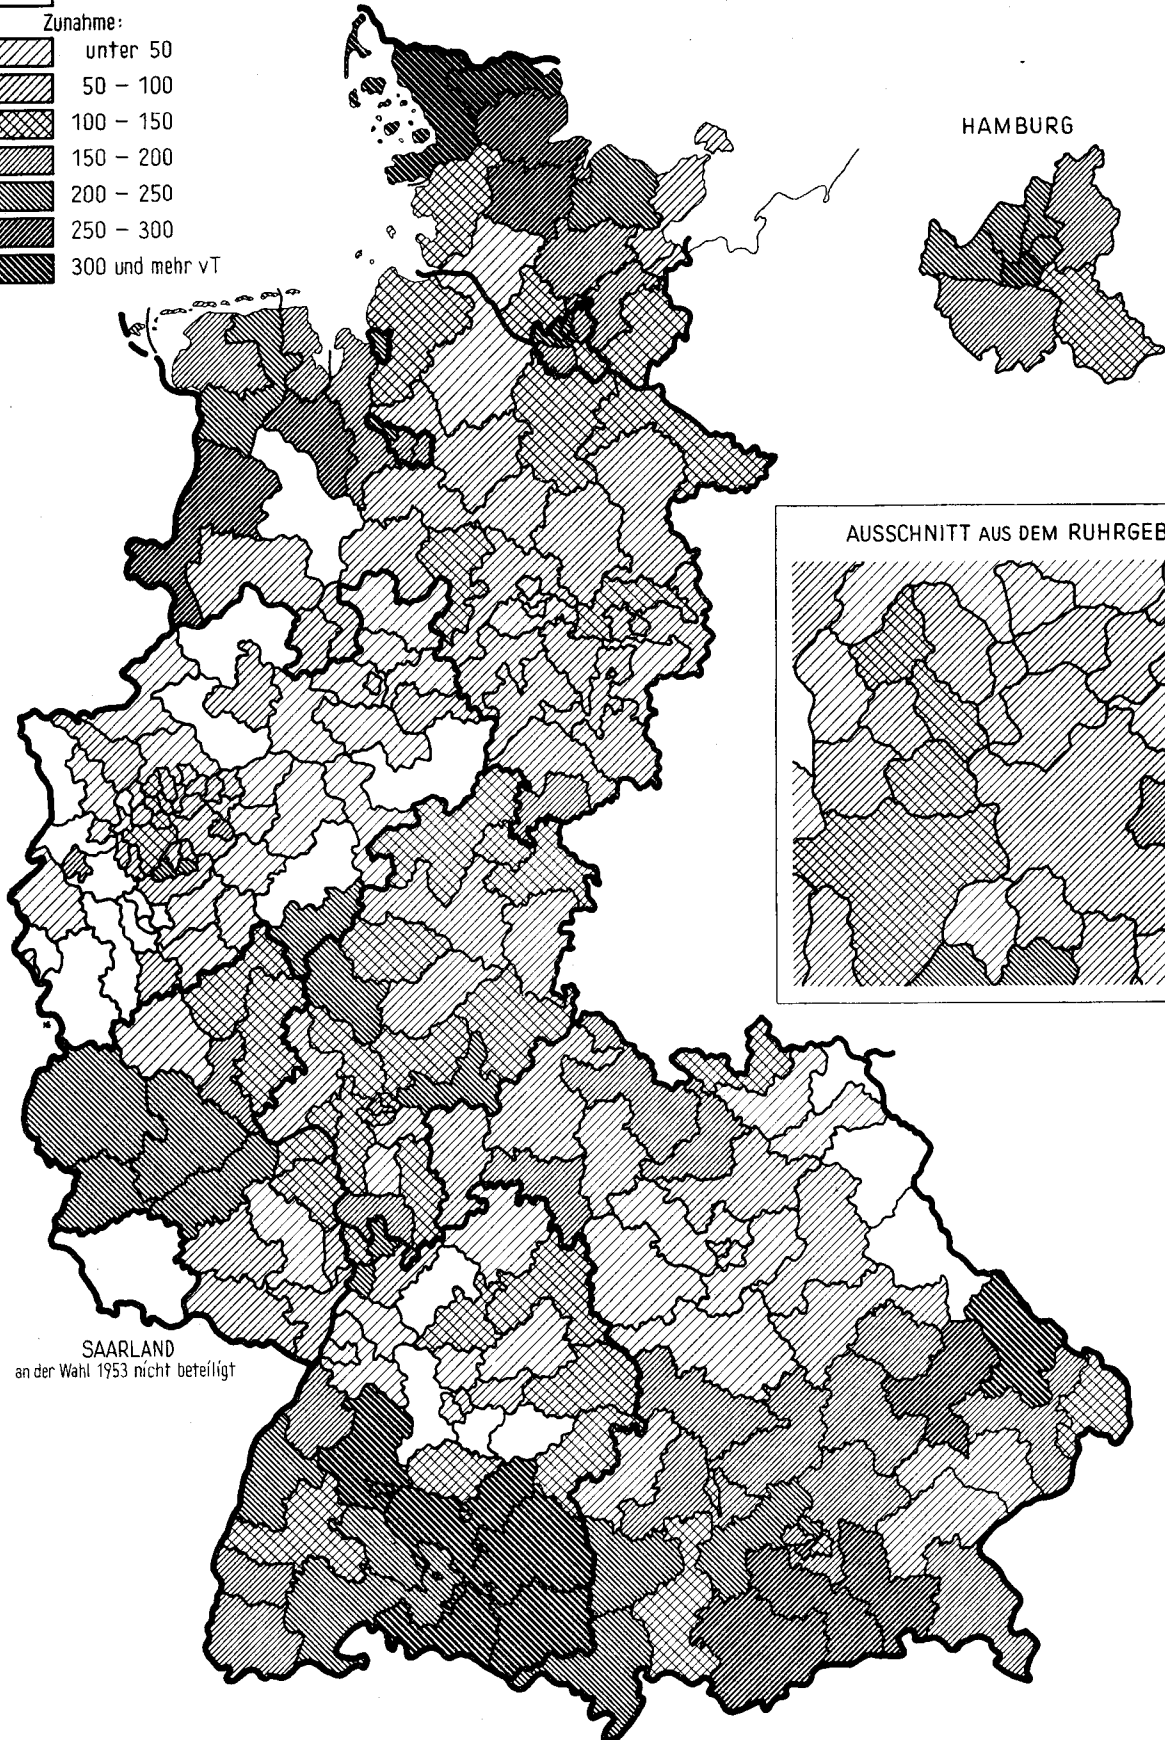 Zunahme:
unter 50
50 – 100
100 – 150
150 – 200
200 – 250
250 – 300
300 und mehr vT
HAMBURG
AUSSCHNITT AUS DEM RUHRGEB
SAARLAND
an der Wahl 1953 nicht beteiligt